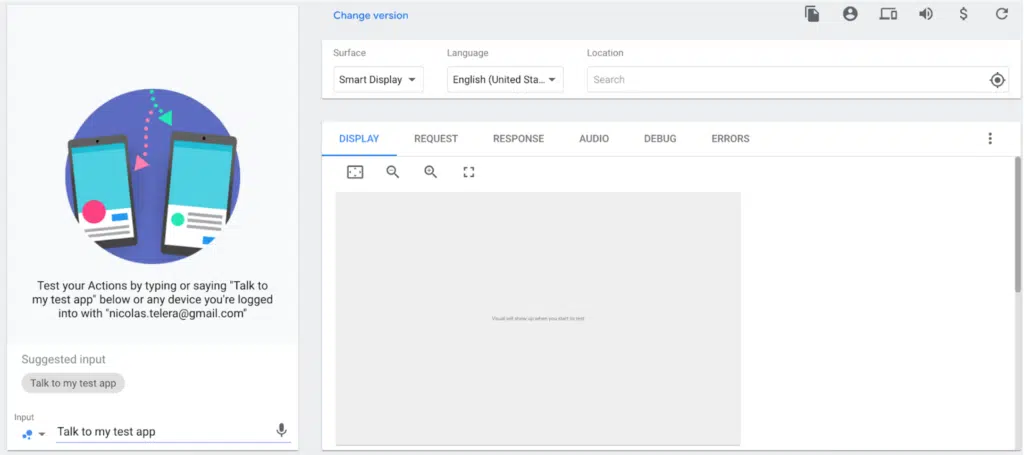 Test your Actions by typing or saying "Talk to
my test app" below or any device you're logged
into with "nicolas.telera@gmail.com"
Suggested input
Talk to my test app
Input
Talk to my test app
Change version
$
Surface
Language
Location
Smart Display
English (United Sta...
Search
DISPLAY
REQUEST
RESPONSE
AUDIO
DEBUG
ERRORS
Visual will show up when you start to test